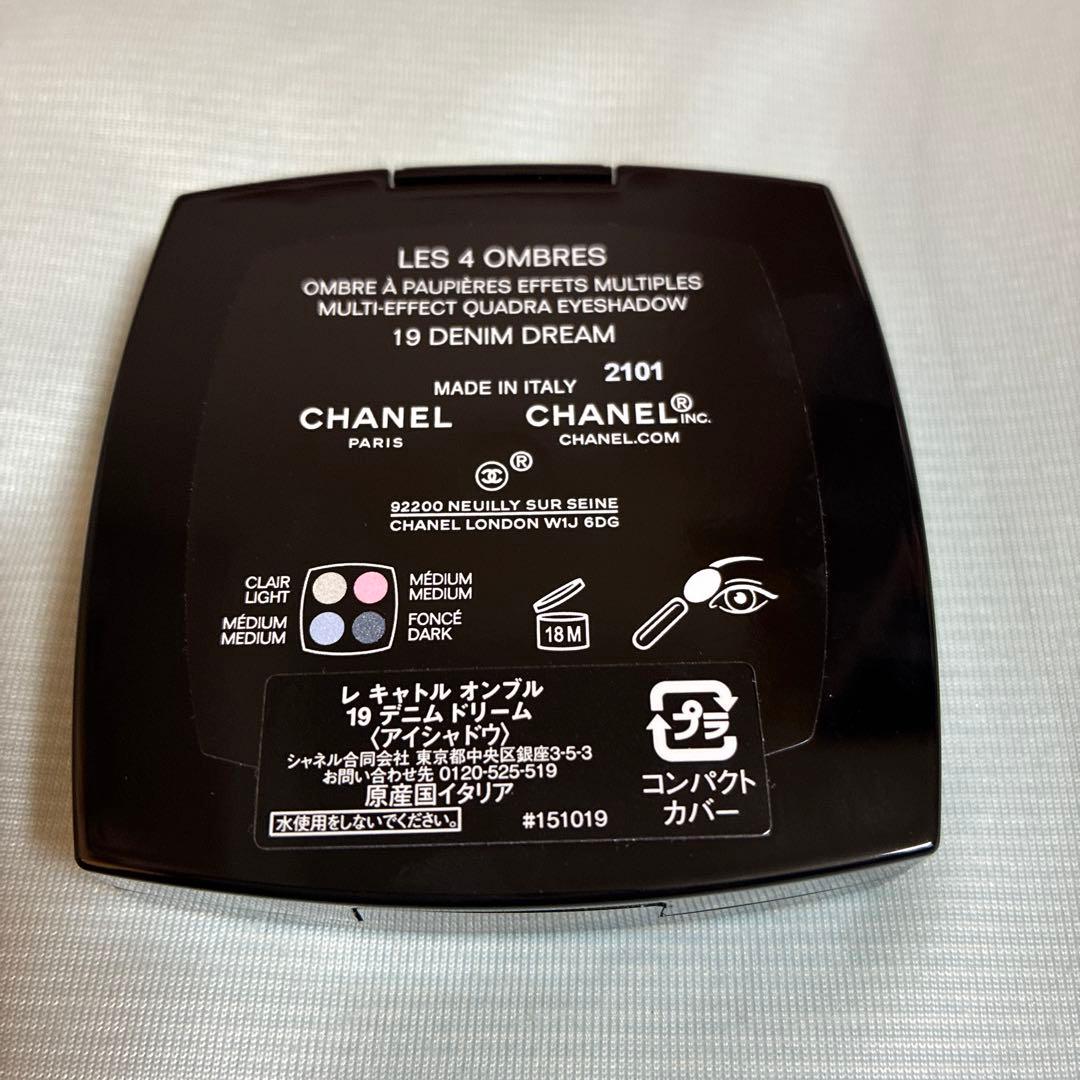 LES 4 OMBRES
OMBRE À PAUPIÈRES EFFETS MULTIPLES
MULTI-EFFECT QUADRA EYESHADOW
19 DENIM DREAM
2101
MADE IN ITALY
CHANEL
PARIS
CHANEL® INC.
CHANEL.COM
®
92200 NEUILLY SUR SEINE
CHANEL LONDON W1J 6DG
CLAIR
LIGHT
MÉDIUM
MEDIUM
MÉDIUM
MEDIUM
FONCÉ
DARK
18 M
レ キャトル オンブル
19 デニム ドリーム
〈アイシャドウ〉
シャネル合同会社 東京都中央区銀座3-5-3
お問い合わせ先 0120-525-519
原産国イタリア
水使用をしないでください。
#151019
プラ
コンパクト
カバー